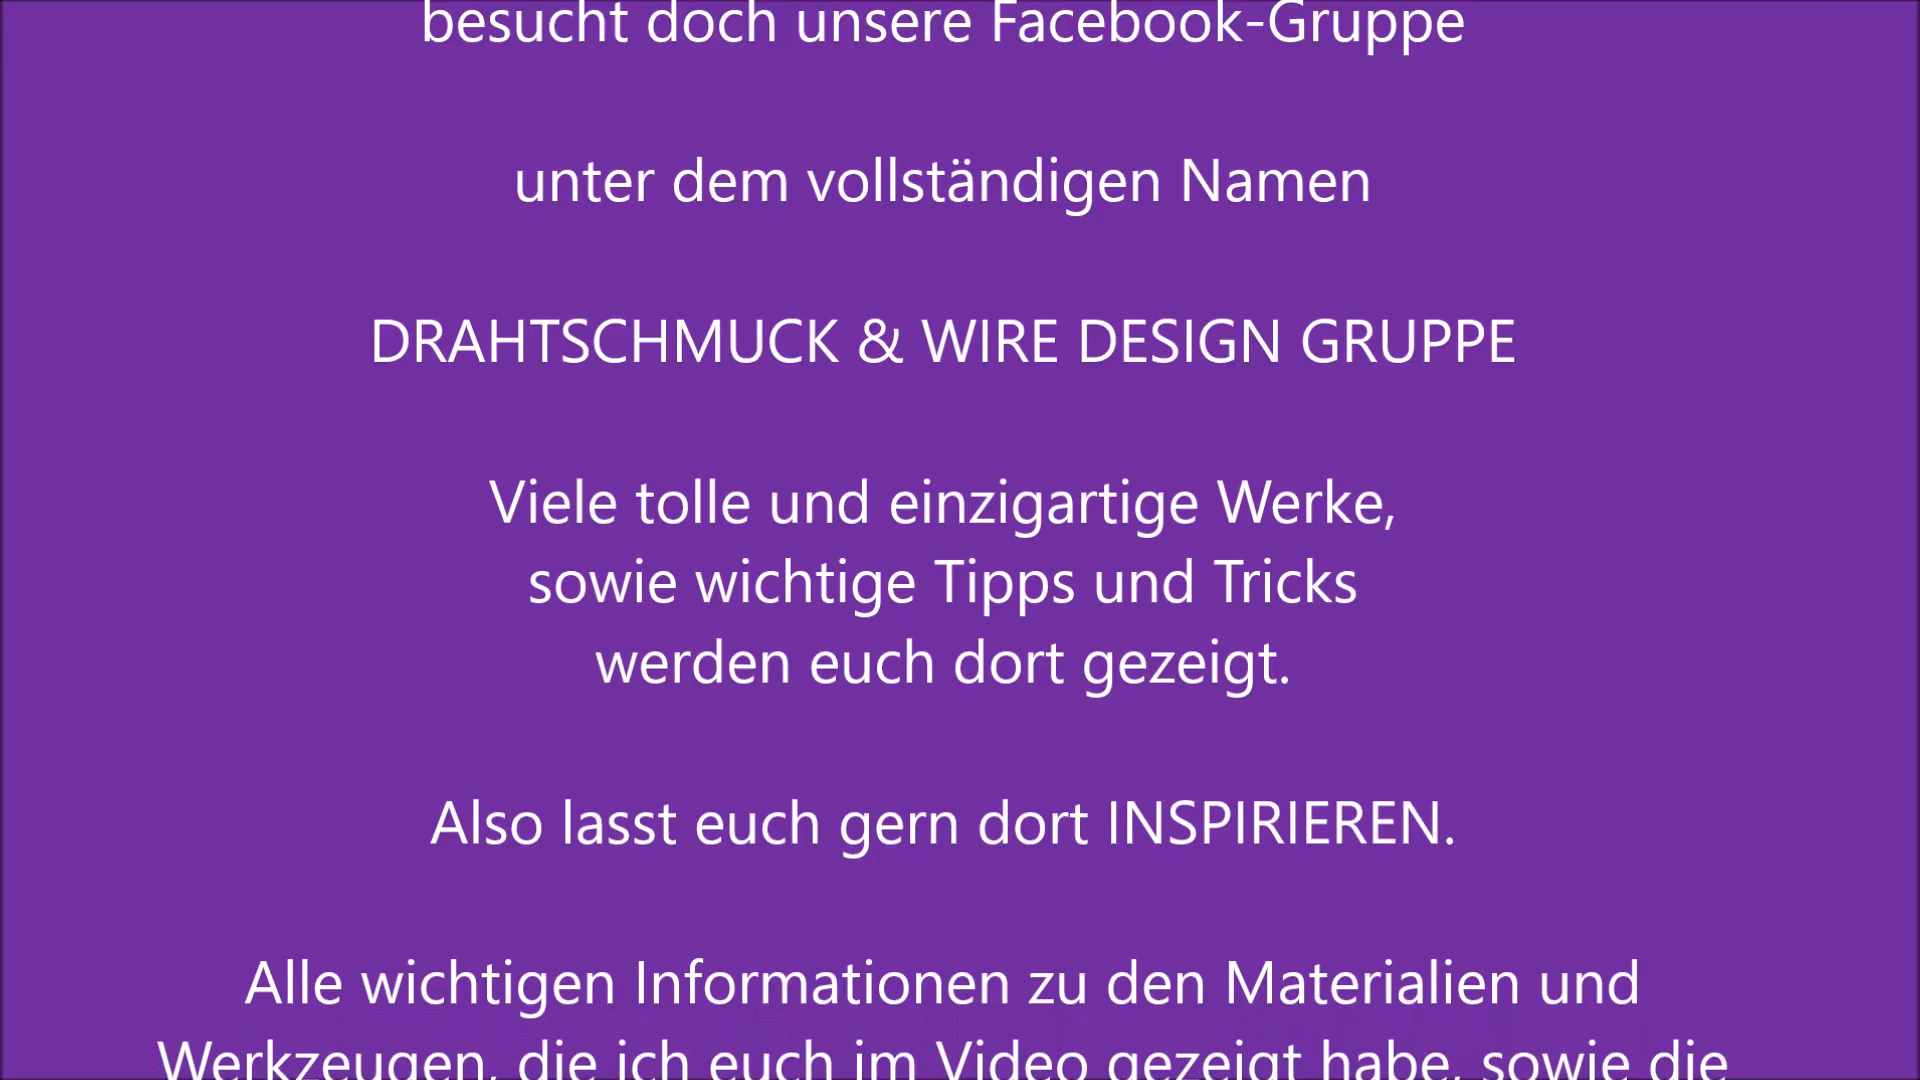 besucht doch unsere Facebook-Gruppe
unter dem vollständigen Namen
DRAHTSCHMUCK & WIRE DESIGN GRUPPE
Viele tolle und einzigartige Werke,
sowie wichtige Tipps und Tricks
werden euch dort gezeigt.
Also lasst euch gern dort INSPIRIEREN.
Alle wichtigen Informationen zu den Materialien und
Werkzeugen, die ich euch im Video gezeigt habe, sowie die